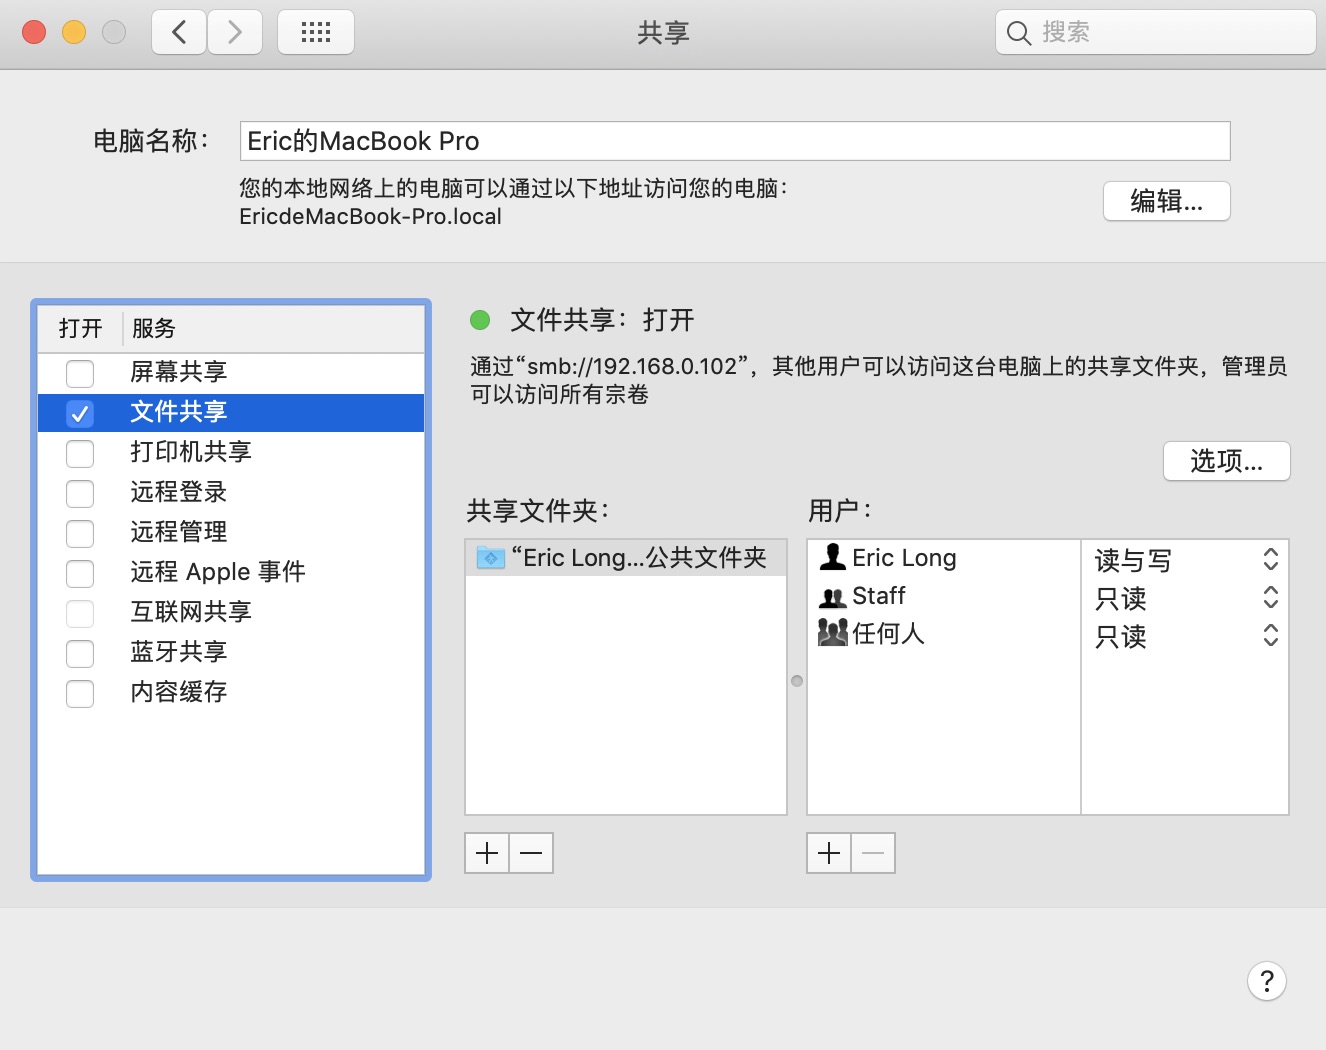 共享
搜索
电脑名称：
Eric的MacBook Pro
您的本地网络上的电脑可以通过以下地址访问您的电脑：
EricdeMacBook-Pro.local
编辑...
打开 服务
屏幕共享
文件共享
打印机共享
远程登录
远程管理
远程 Apple 事件
互联网共享
蓝牙共享
内容缓存
文件共享：打开
通过“smb://192.168.0.102”，其他用户可以访问这台电脑上的共享文件夹，管理员
可以访问所有宗卷
选项...
共享文件夹：
“Eric Long...公共文件夹
用户：
Eric Long 读与写
Staff 只读
任何人 只读
?